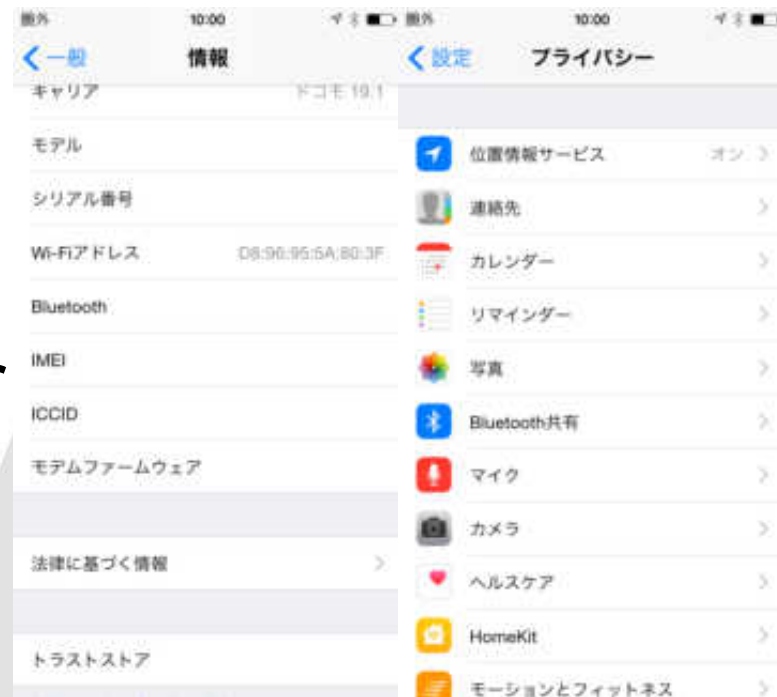 圏外 10:00
一般 情報
キャリア ドコモ 19.1
モデル
シリアル番号
Wi-Fiアドレス D8:96:95:5A:80:3F
Bluetooth
IMEI
ICCID
モデムファームウェア
法律に基づく情報
トラストストア
圏外 10:00
設定 プライバシー
位置情報サービス オン
連絡先
カレンダー
リマインダー
写真
Bluetooth共有
マイク
カメラ
ヘルスケア
HomeKit
モーションとフィットネス